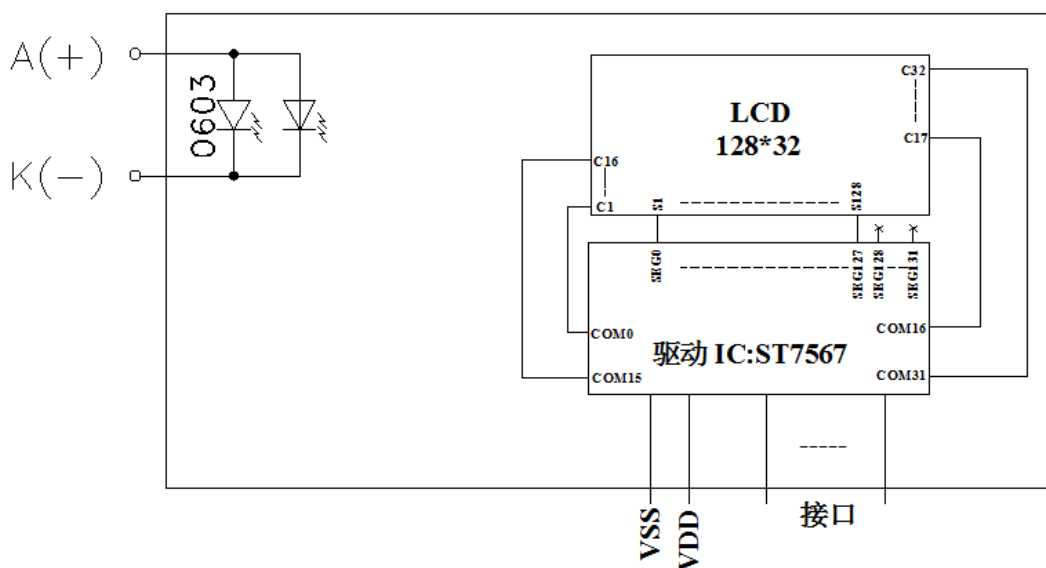 A(+)
K(-)
0603
LCD
128*32
C32
C17
C16
C1
S1
S128
SEG0
SEG127
SEG128
SEG131
COM0
COM15
COM16
COM31
驱动 IC:ST7567
VSS
VDD
接口